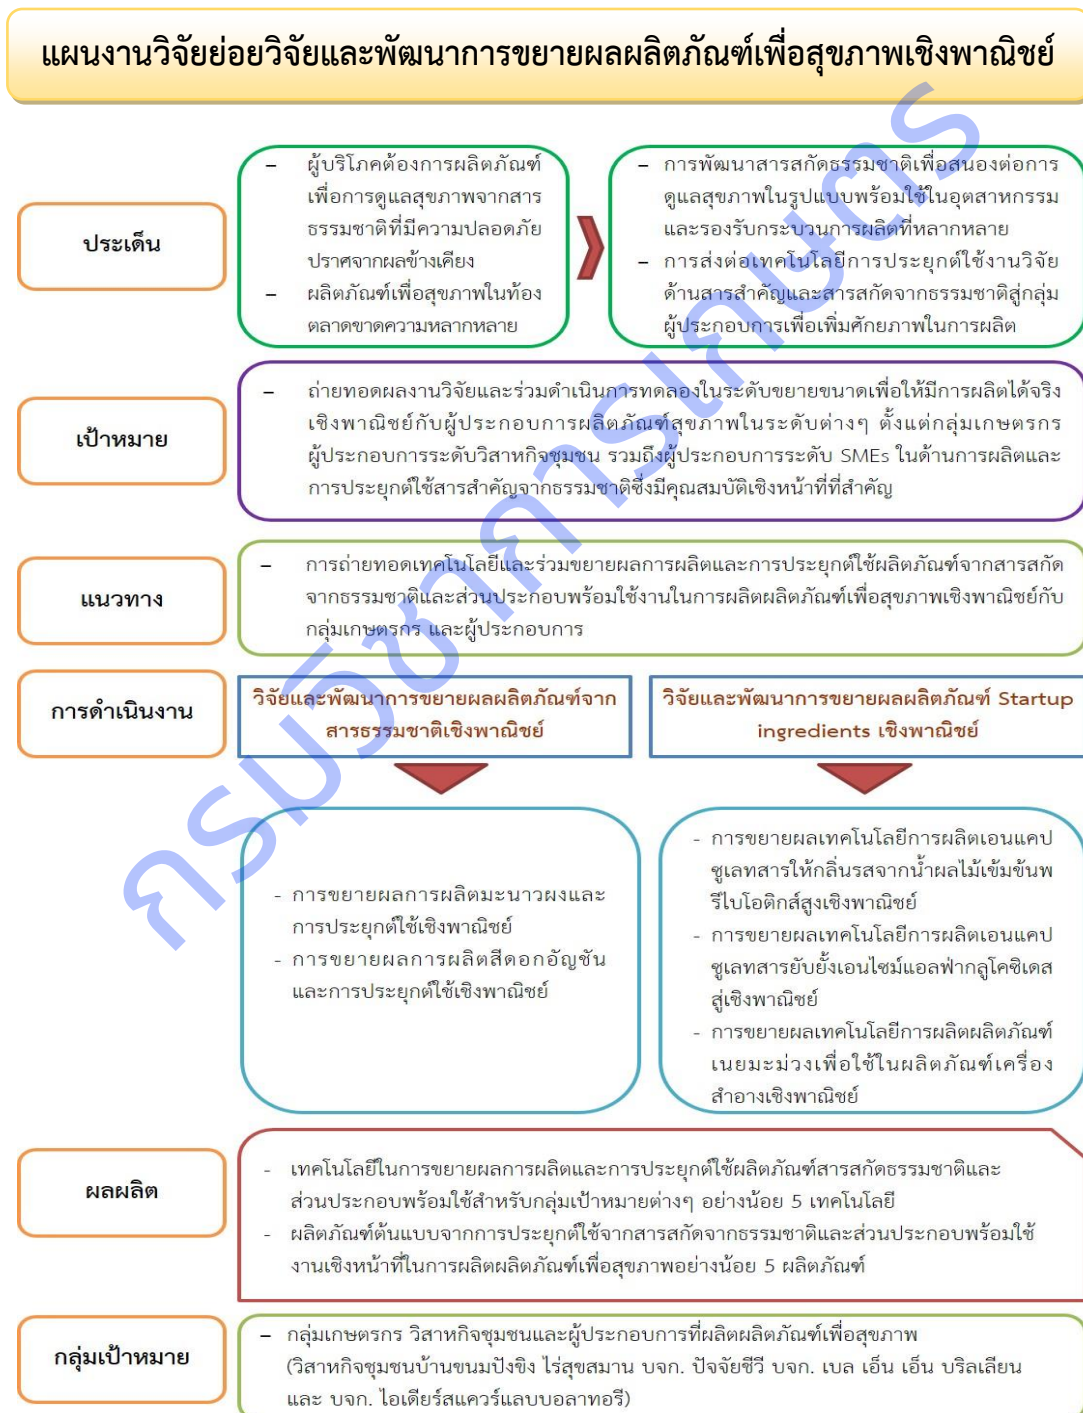 แผนงานวิจัยย่อยวิจัยและพัฒนาการขยายผลผลิตภัณฑ์เพื่อสุขภาพเชิงพาณิชย์
ประเด็น
– ผู้บริโภคต้องการผลิตภัณฑ์
เพื่อการดูแลสุขภาพจากสาร
ธรรมชาติที่มีความปลอดภัย
ปราศจากผลข้างเคียง
– ผลิตภัณฑ์เพื่อสุขภาพในท้อง
ตลาดขาดความหลากหลาย
– การพัฒนาสารสกัดธรรมชาติเพื่อสนองต่อการ
ดูแลสุขภาพในรูปแบบพร้อมใช้ในอุตสาหกรรม
และรองรับกระบวนการผลิตที่หลากหลาย
– การส่งต่อเทคโนโลยีการประยุกต์ใช้งานวิจัย
ด้านสารสำคัญและสารสกัดจากธรรมชาติสู่กลุ่ม
ผู้ประกอบการเพื่อเพิ่มศักยภาพในการผลิต
เป้าหมาย
– ถ่ายทอดผลงานวิจัยและร่วมดำเนินการทดลองในระดับขยายขนาดเพื่อให้มีการผลิตได้จริง
เชิงพาณิชย์กับผู้ประกอบการผลิตภัณฑ์สุขภาพในระดับต่างๆ ตั้งแต่กลุ่มเกษตรกร
ผู้ประกอบการระดับวิสาหกิจชุมชน รวมถึงผู้ประกอบการระดับ SMEs ในด้านการผลิตและ
การประยุกต์ใช้สารสำคัญจากธรรมชาติซึ่งมีคุณสมบัติเชิงหน้าที่ที่สำคัญ
แนวทาง
– การถ่ายทอดเทคโนโลยีและร่วมขยายผลการผลิตและการประยุกต์ใช้ผลิตภัณฑ์จากสารสกัด
จากธรรมชาติและส่วนประกอบพร้อมใช้งานในการผลิตผลิตภัณฑ์เพื่อสุขภาพเชิงพาณิชย์กับ
กลุ่มเกษตรกร และผู้ประกอบการ
การดำเนินงาน
วิจัยและพัฒนาการขยายผลผลิตภัณฑ์จาก
สารธรรมชาติเชิงพาณิชย์
วิจัยและพัฒนาการขยายผลผลิตภัณฑ์ Startup
ingredients เชิงพาณิชย์
- การขยายผลการผลิตมะนาวผงและ
การประยุกต์ใช้เชิงพาณิชย์
- การขยายผลการผลิตสีดอกอัญชัน
และการประยุกต์ใช้เชิงพาณิชย์
- การขยายผลเทคโนโลยีการผลิตเอนแคป
ซูเลทสารให้กลิ่นรสจากน้ำผลไม้เข้มข้นพ
รีไบโอติกส์สูงเชิงพาณิชย์
- การขยายผลเทคโนโลยีการผลิตเอนแคป
ซูเลทสารยับยั้งเอนไซม์แอลฟ่ากลูโคซิเดส
สู่เชิงพาณิชย์
- การขยายผลเทคโนโลยีการผลิตผลิตภัณฑ์
เนยมะม่วงเพื่อใช้ในผลิตภัณฑ์เครื่อง
สำอางเชิงพาณิชย์
ผลผลิต
- เทคโนโลยีในการขยายผลการผลิตและการประยุกต์ใช้ผลิตภัณฑ์สารสกัดธรรมชาติและ
ส่วนประกอบพร้อมใช้สำหรับกลุ่มเป้าหมายต่างๆ อย่างน้อย 5 เทคโนโลยี
- ผลิตภัณฑ์ต้นแบบจากการประยุกต์ใช้จากสารสกัดจากธรรมชาติและส่วนประกอบพร้อมใช้
งานเชิงหน้าที่ในการผลิตผลิตภัณฑ์เพื่อสุขภาพอย่างน้อย 5 ผลิตภัณฑ์
กลุ่มเป้าหมาย
– กลุ่มเกษตรกร วิสาหกิจชุมชนและผู้ประกอบการที่ผลิตผลิตภัณฑ์เพื่อสุขภาพ
(วิสาหกิจชุมชนบ้านขนมปังขิง ไร่สุขสมาน บจก. ปัจจัยชีวี บจก. เบล เอ็น เอ็น บริลเลียน
และ บจก. ไอเดียร์สแควร์แลบบอลาทอรี)
กรมวิชาการเกษตร